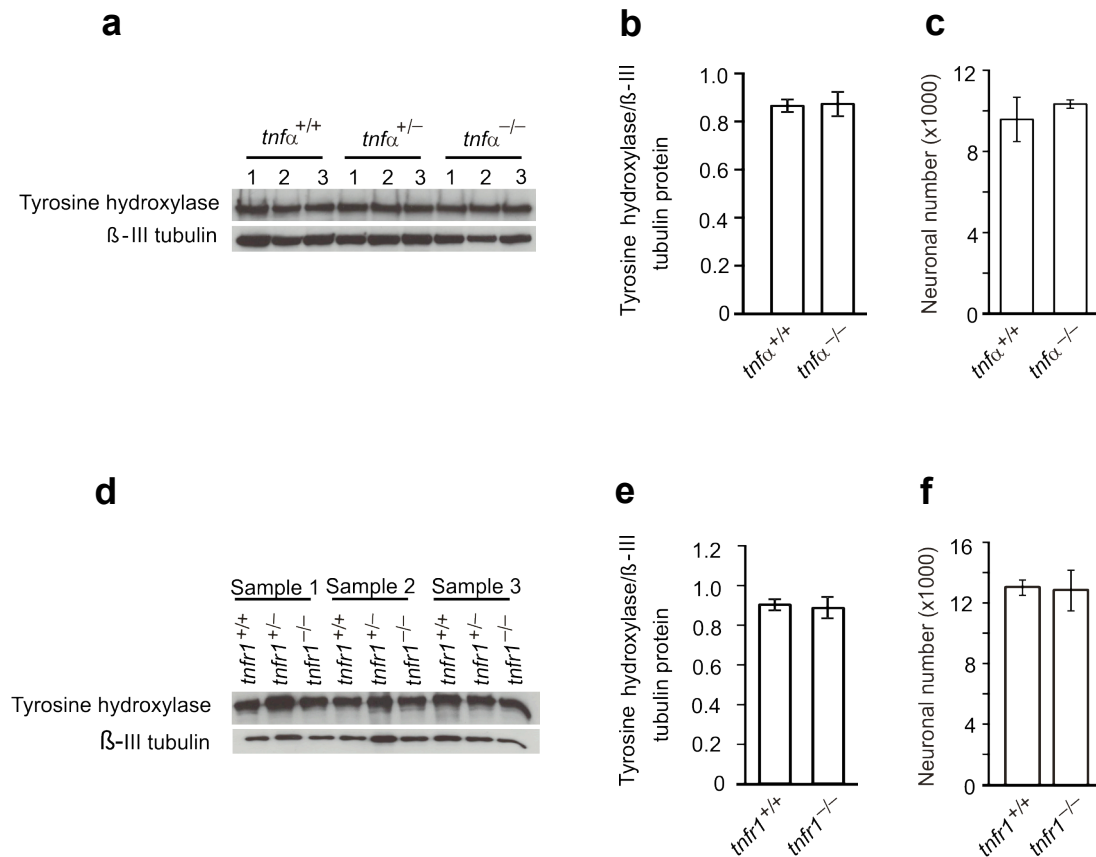 a
tnfα+/+ tnfα+/− tnfα−/−
1 2 3 1 2 3 1 2 3
Tyrosine hydroxylase
ß-III tubulin
b
Tyrosine hydroxylase/ß-III
tubulin protein
1.0
0.8
0.6
0.4
0.2
0
tnfα+/+
tnfα−/−
c
Neuronal number (x1000)
12
8
4
0
tnfα+/+
tnfα−/−
d
Sample 1 Sample 2 Sample 3
tnfr1+/+
tnfr1+/−
tnfr1−/−
tnfr1+/+
tnfr1+/−
tnfr1−/−
tnfr1+/+
tnfr1+/−
tnfr1−/−
Tyrosine hydroxylase
ß-III tubulin
e
Tyrosine hydroxylase/ß-III
tubulin protein
1.2
1.0
0.8
0.6
0.4
0.2
0
tnfr1+/+
tnfr1−/−
f
Neuronal number (x1000)
16
12
8
4
0
tnfr1+/+
tnfr1−/−